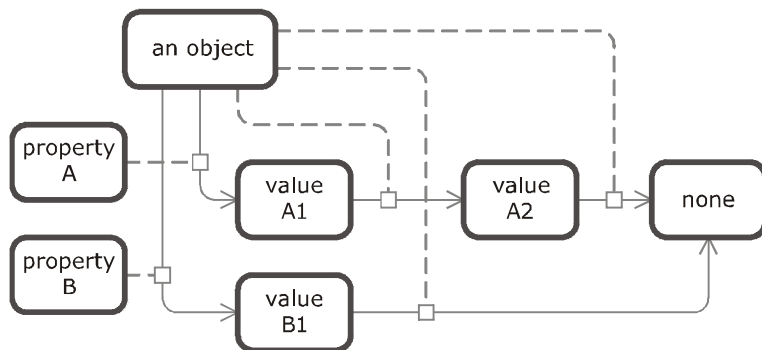 an object
property
A
value
A1
value
A2
none
property
B
value
B1